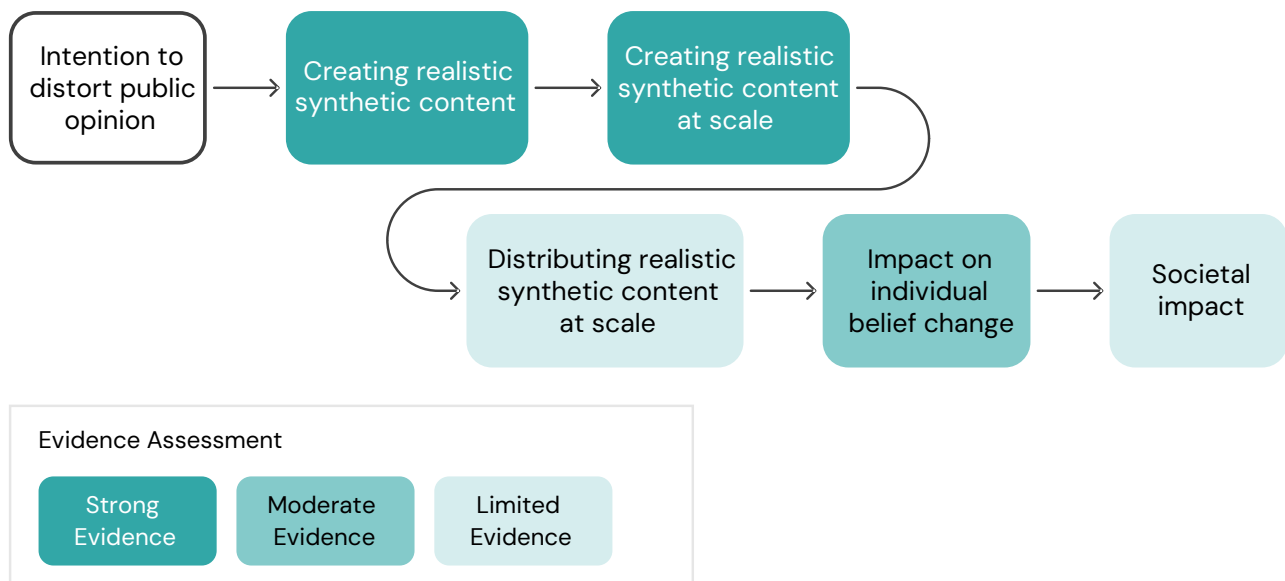 Intention to
distort public
opinion
Creating realistic
synthetic content
Creating realistic
synthetic content
at scale
Distributing realistic
synthetic content
at scale
Impact on
individual
belief change
Societal
impact
Evidence Assessment
Strong
Evidence
Moderate
Evidence
Limited
Evidence